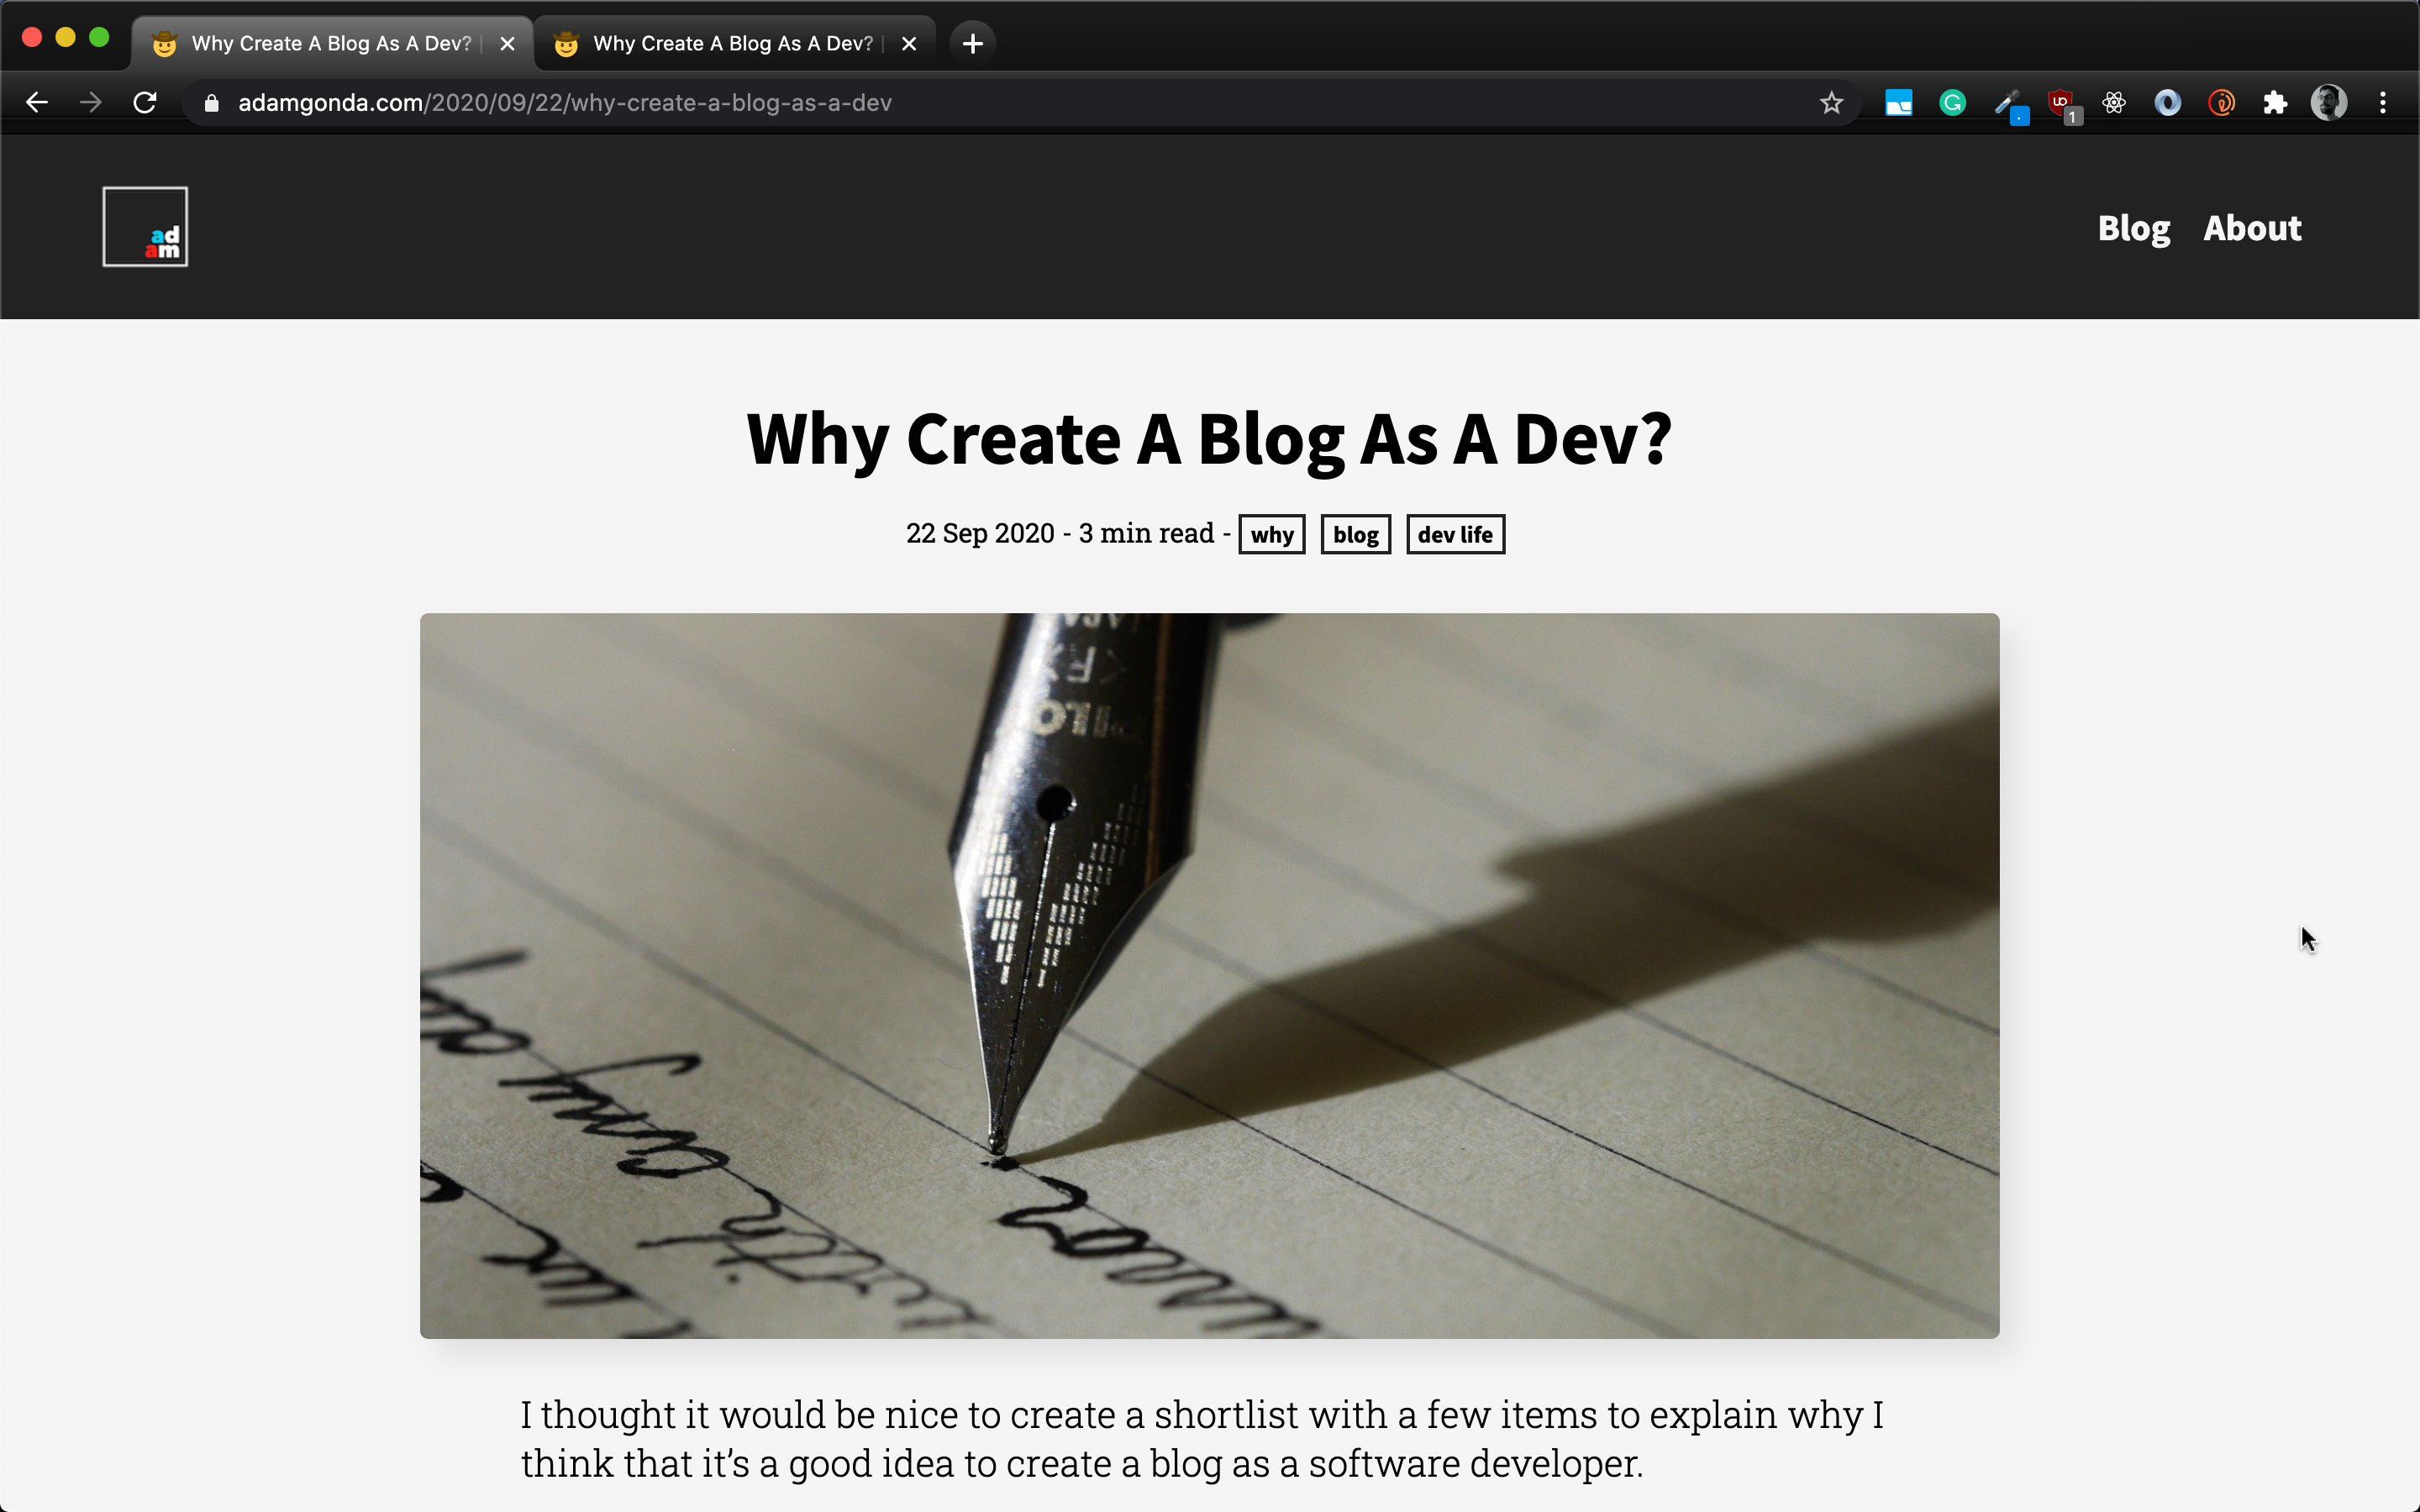 Why Create A Blog As A Dev?
Why Create A Blog As A Dev?
adamgonda.com/2020/09/22/why-create-a-blog-as-a-dev
1
ad
am
Blog About
Why Create A Blog As A Dev?
22 Sep 2020 - 3 min read - why blog dev life
with
I thought it would be nice to create a shortlist with a few items to explain why I
think that it’s a good idea to create a blog as a software developer.